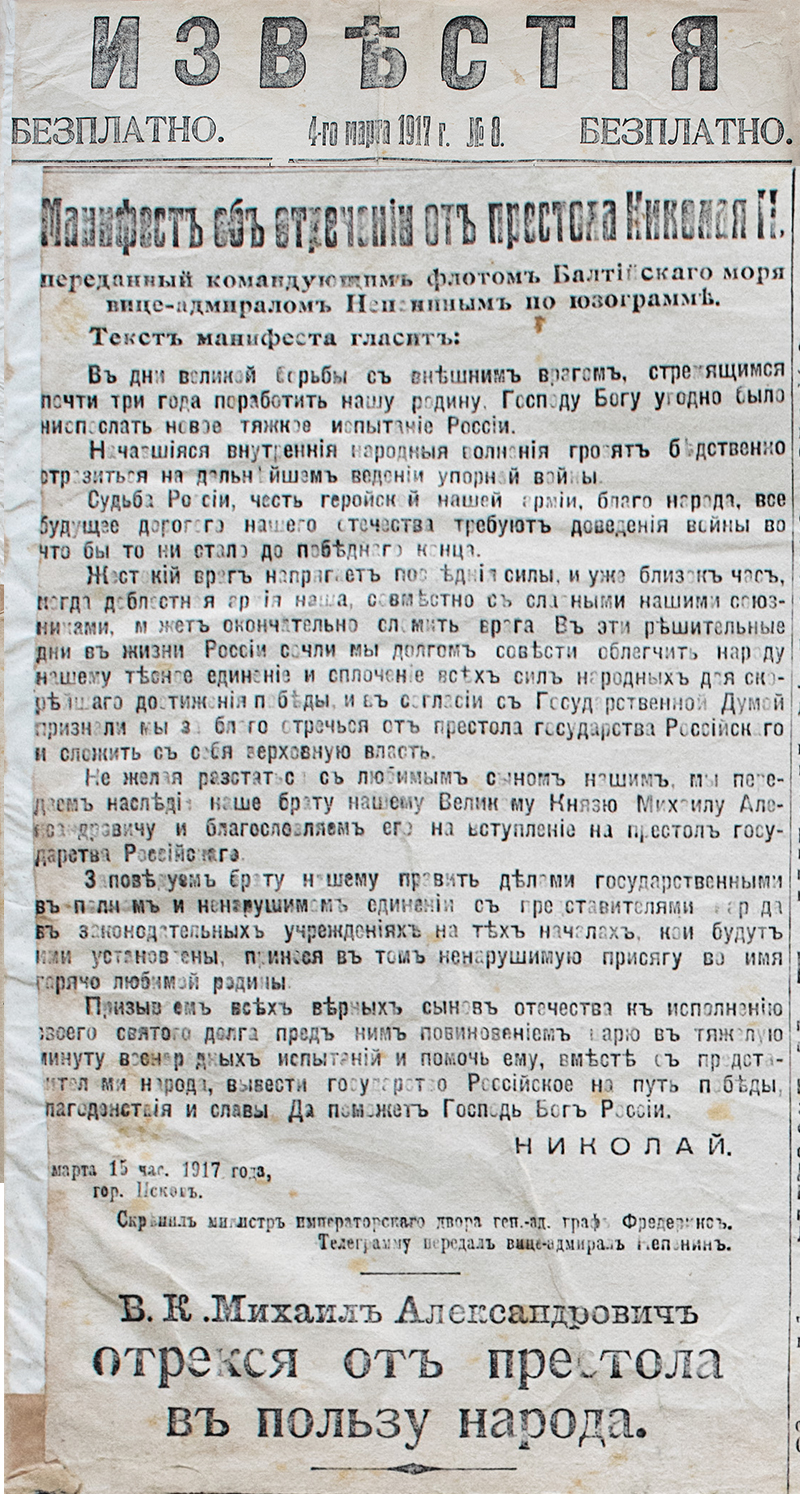 ИЗВѢСТІЯ
БЕЗПЛАТНО. 4-го марта 1917 г. № 8. БЕЗПЛАТНО.
Манифестъ объ отреченіи отъ престола Николая II,
переданный командующимъ флотомъ Балтійскаго моря
вице-адмираломъ Непенинымъ по юзограммѣ.
Текстъ манифеста гласитъ:
Въ дни великой борьбы съ внѣшнимъ врагомъ, стремящимся
почти три года поработить нашу родину, Господу Богу угодно было
ниспослать новое тяжкое испытаніе Россіи.
Начавшіяся внутреннія народныя волненія грозятъ бѣдственно
отразиться на дальнѣйшемъ веденіи упорной войны.
Судьба Россіи, честь геройской нашей арміи, благо народа, все
будущее дорогого нашего отечества требуютъ доведенія войны во
что бы то ни стало до побѣднаго конца.
Жестокій врагъ напрягаетъ послѣднія силы, и уже близокъ часъ,
когда доблестная армія наша, совмѣстно съ славными нашими союз-
никами, можетъ окончательно сломить врага Въ эти рѣшительные
дни въ жизни Россіи сочли мы долгомъ совѣсти облегчить народу
нашему тѣсное единеніе и сплоченіе всѣхъ силъ народныхъ для ско-
рѣйшаго достиженія побѣды, и въ согласіи съ Государственной Думой
признали мы за благо отречься отъ престола государства Россійскаго
и сложить съ себя верховную власть.
Не желая разстаться съ любимымъ сыномъ нашимъ, мы пере-
даемъ наслѣдіе наше брату нашему Великому Князю Михаилу Але-
ксандровичу и благословляемъ его на вступленіе на престолъ госу-
дарства Россійскаго.
Заповѣдуемъ брату нашему править дѣлами государственными
въ полномъ и ненарушимомъ единеніи съ представителями народа
въ законодательныхъ учрежденіяхъ на тѣхъ началахъ, кои будутъ
ими установлены, принеся въ томъ ненарушимую присягу во имя
горячо любимой родины.
Призываемъ всѣхъ вѣрныхъ сыновъ отечества къ исполненію
своего святого долга предъ нимъ повиновеніемъ царю въ тяжелую
минуту всенародныхъ испытаній и помочь ему, вмѣстѣ съ предста-
вителями народа, вывести государство Россійское на путь побѣды,
благоденствія и славы Да поможетъ Господь Богъ Россіи.
НИКОЛАЙ.
марта 15 час. 1917 года,
гор. Псковъ.
Скрѣпилъ министръ императорскаго двора ген.-ад. графъ Фредериксъ.
Телеграмму передалъ вице-адмиралъ Непенинъ.
В. К .Михаилъ Александровичъ
отрекся отъ престола
въ пользу народа.